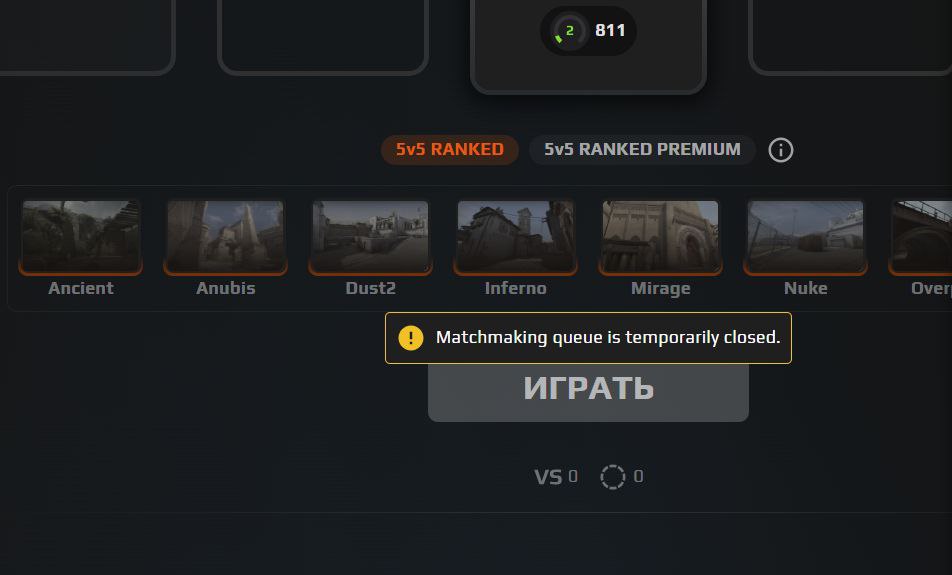 2 811
5v5 RANKED 5v5 RANKED PREMIUM
Ancient Anubis Dust2 Inferno Mirage Nuke Over
Matchmaking queue is temporarily closed.
ИГРАТЬ
VS 0 0